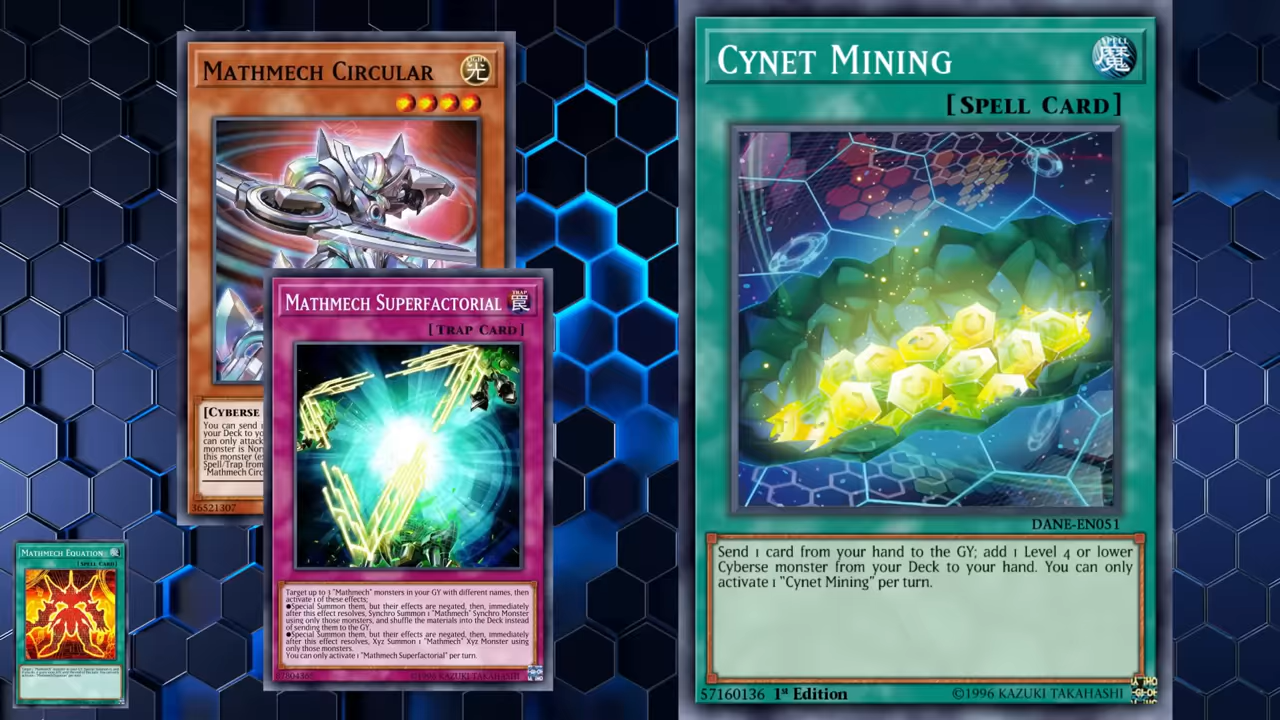 MATHMECH CIRCULAR
LIGHT
光
[CYBERSE
You can send 1
your Deck to yo
can only attack
monster is Nor
this monster (e
Spell/Trap from
"Mathmech Circ
36521307
MATHMECH SUPERFACTORIAL
TRAP
罠
[TRAP CARD]
Target up to 3 "Mathmech" monsters in your GY with different names, then
activate 1 of these effects;
●Special Summon them, but their effects are negated, then, immediately
after this effect resolves, Synchro Summon 1 "Mathmech" Synchro Monster
using only those monsters, and shuffle the materials into the Deck instead
of sending them to the GY.
●Special Summon them, but their effects are negated, then, immediately
after this effect resolves, Xyz Summon 1 "Mathmech" Xyz Monster using
only those monsters.
You can only activate 1 "Mathmech Superfactorial" per turn.
©1996 KAZUKI TAKAHASHI
MATHMECH EQUATION
[SPELL CARD]
CYNET MINING
SPELL
魔
[SPELL CARD]
DANE-EN051
Send 1 card from your hand to the GY; add 1 Level 4 or lower
Cyberse monster from your Deck to your hand. You can only
activate 1 "Cynet Mining" per turn.
57160136 1st Edition ©1996 KAZUKI TAKAHASHI